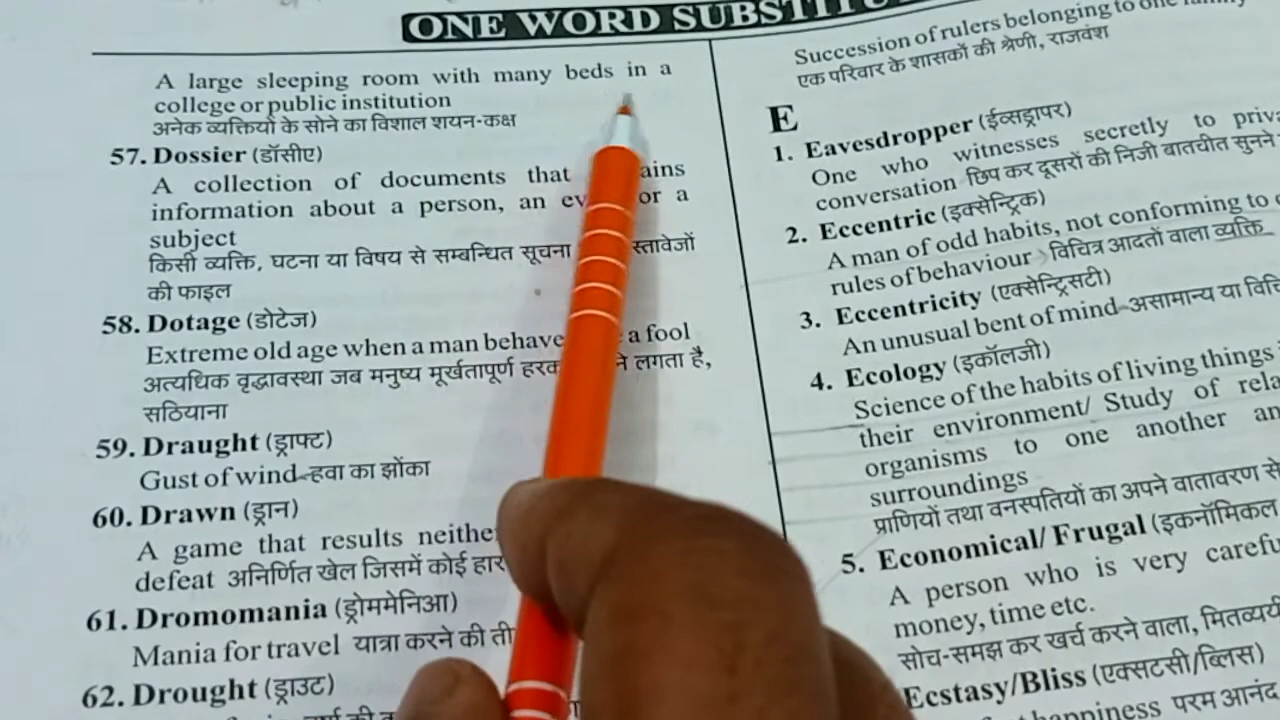 ONE WORD
A large sleeping room with many beds in a
college or public institution
अनेक व्यक्तियों के सोने का विशाल शयन-कक्ष
57. Dossier (डॉसीए)
A collection of documents that
information about a person, an or a
subject
किसी व्यक्ति, घटना या विषय से सम्बन्धित सूचना
की फाइल
58. Dotage (डोटेज)
Extreme old age when a man a fool
अत्यधिक वृद्धावस्था जब मनुष्य मूर्खतापूर्ण लगता है,
सठियाना
59. Draught (ड्राफ्ट)
Gust of wind-हवा का झोंका
60. Drawn (ड्रान)
A game that results
defeat अनिर्णित खेल जिसमें कोई हार
61. Dromomania (ड्रोममेनिआ)
Mania for travel यात्रा करने की
62. Drought (ड्राउट)
Succession of rulers belonging to one
एक परिवार के शासकों की श्रेणी, राजवंश
E
1. Eavesdropper (ईव्सड्रापर)
One who witnesses secretly to
conversation छिप कर दूसरों की निजी बातचीत सुनने
2. Eccentric (इक्सेन्ट्रिक)
A man of odd habits, not conforming to
rules of behaviour विचित्र आदतों वाला व्यक्ति
3. Eccentricity (एक्सेन्ट्रिसटी)
An unusual bent of mind-असामान्य या
4. Ecology (इकॉलजी)
Science of the habits of living things
their environment/ Study of
organisms to one another
surroundings
प्राणियों तथा वनस्पतियों का अपने वातावरण से
5. Economical/ Frugal (इकनॉमिकल
A person who is very
money, time etc.
सोच-समझ कर खर्च करने वाला,
Ecstasy/Bliss (एक्सटसी/ब्लिस)
happiness परम आनंद